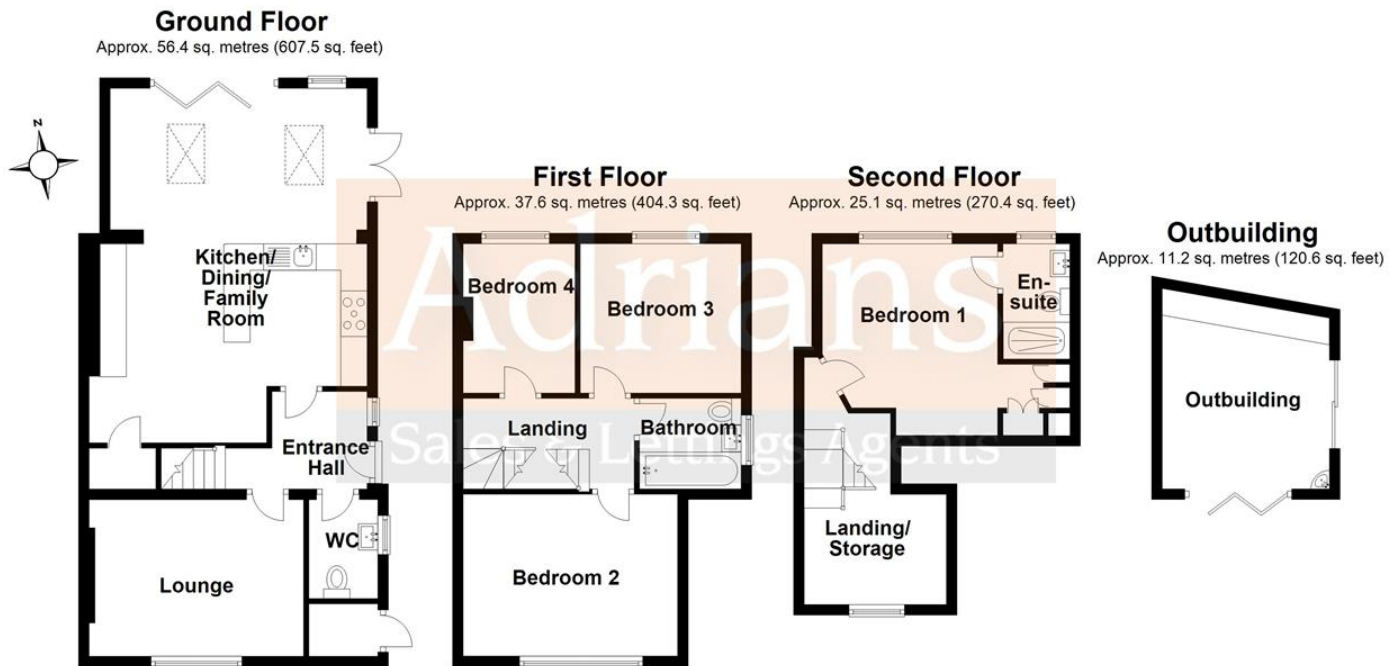 Ground Floor
Approx. 56.4 sq. metres (607.5 sq. feet)
N
Kitchen/
Dining/
Family
Room
Entrance
Hall
WC
Lounge
First Floor
Approx. 37.6 sq. metres (404.3 sq. feet)
Bedroom 4
Bedroom 3
Landing
Bathroom
Bedroom 2
Second Floor
Approx. 25.1 sq. metres (270.4 sq. feet)
Bedroom 1
En-
suite
Landing/
Storage
Outbuilding
Approx. 11.2 sq. metres (120.6 sq. feet)
Outbuilding
Adrians
Sales & Lettings Agents